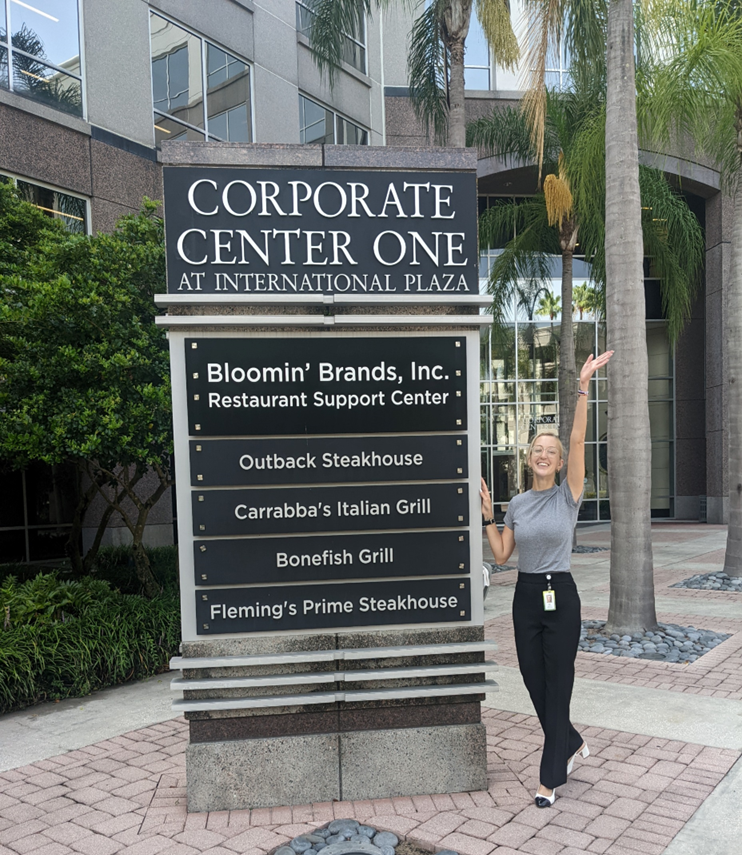 CORPORATE
CENTER ONE
AT INTERNATIONAL PLAZA
Bloomin' Brands, Inc.
Restaurant Support Center
Outback Steakhouse
Carrabba's Italian Grill
Bonefish Grill
Fleming's Prime Steakhouse